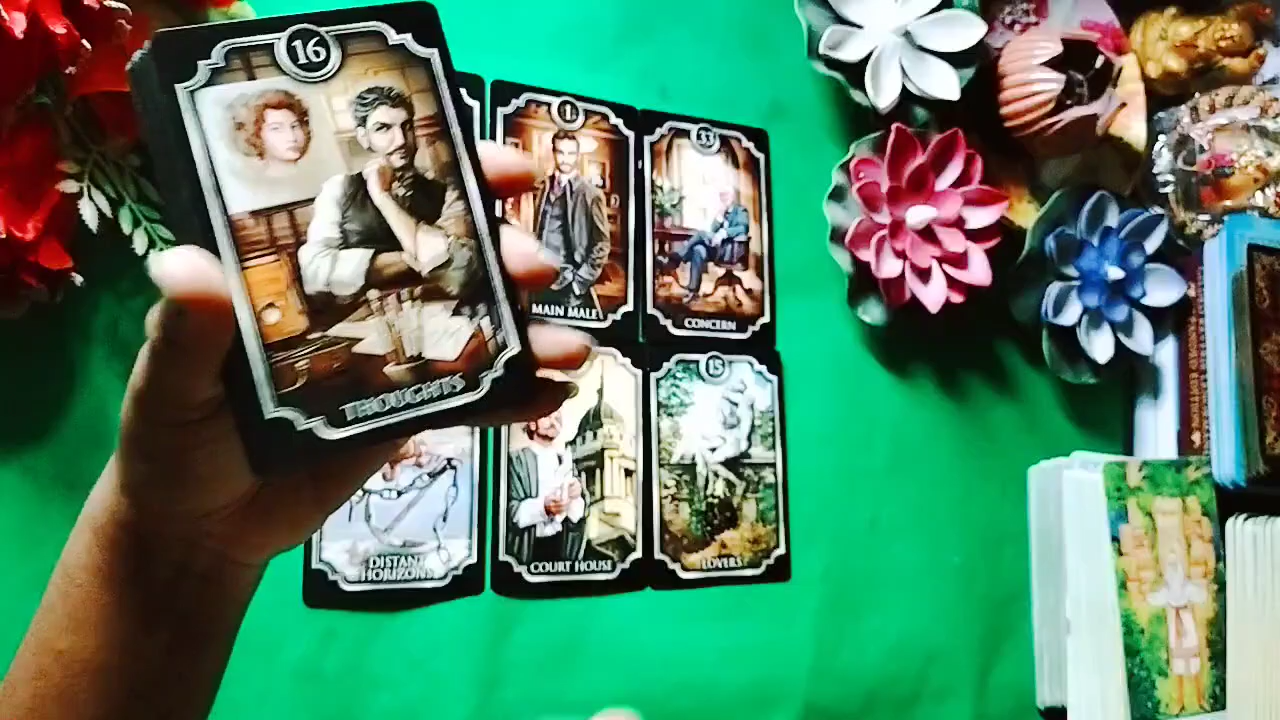 16
THOUGHTS
1
MAIN MALE
33
CONCERN
DISTANT
HORIZONS
COURT HOUSE
15
LOVERS